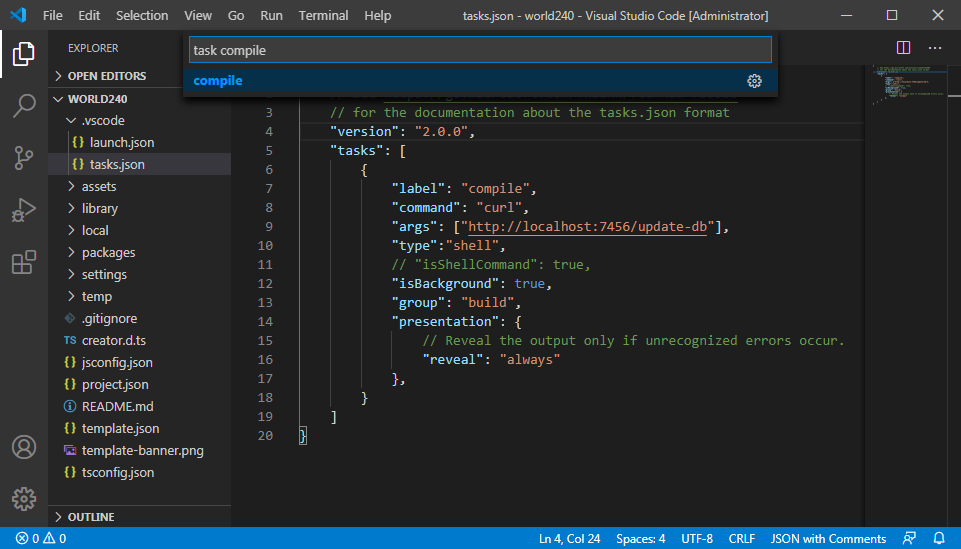 File Edit Selection View Go Run Terminal Help tasks.json - world240 - Visual Studio Code [Administrator]
EXPLORER
OPEN EDITORS
WORLD240
.vscode
launch.json
tasks.json
assets
library
local
packages
settings
temp
.gitignore
TS creator.d.ts
jsconfig.json
project.json
README.md
template.json
template-banner.png
tsconfig.json
OUTLINE
task compile
compile
3 // for the documentation about the tasks.json format
4 "version": "2.0.0",
5 "tasks": [
6 {
7 "label": "compile",
8 "command": "curl",
9 "args": ["http://localhost:7456/update-db"],
10 "type":"shell",
11 // "isShellCommand": true,
12 "isBackground": true,
13 "group": "build",
14 "presentation": {
15 // Reveal the output only if unrecognized errors occur.
16 "reveal": "always"
17 },
18 }
19 ]
20 }
0 0 Ln 4, Col 24 Spaces: 4 UTF-8 CRLF JSON with Comments